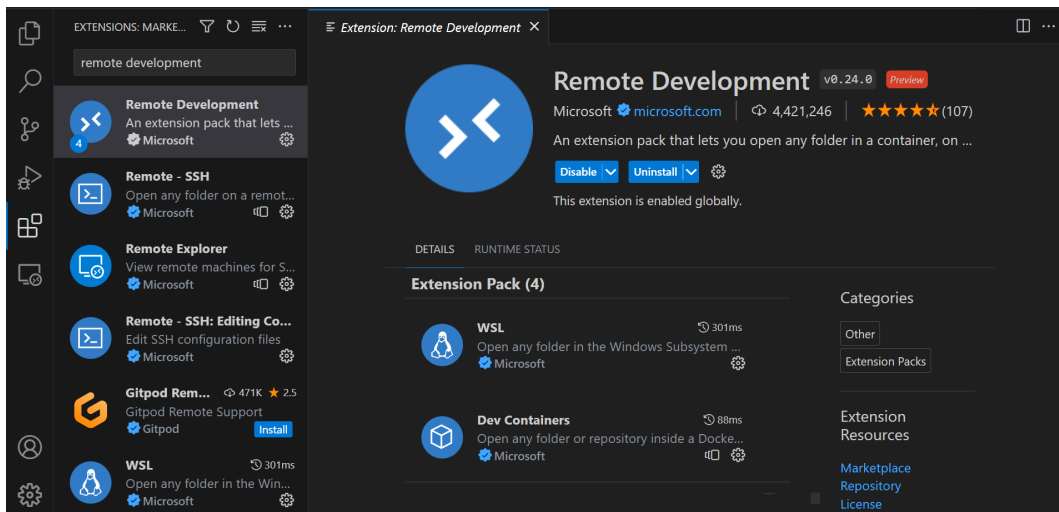 EXTENSIONS: MARKE...
remote development
Remote Development
An extension pack that lets ...
4
Microsoft
Remote - SSH
Open any folder on a remot...
Microsoft
Remote Explorer
View remote machines for S...
Microsoft
Remote - SSH: Editing Co...
Edit SSH configuration files
Microsoft
Gitpod Rem... 471K 2.5
Gitpod Remote Support
Gitpod Install
WSL 301ms
Open any folder in the Win...
Microsoft
Extension: Remote Development
Remote Development v0.24.0 Preview
Microsoft microsoft.com 4,421,246 (107)
An extension pack that lets you open any folder in a container, on ...
Disable Uninstall
This extension is enabled globally.
DETAILS RUNTIME STATUS
Extension Pack (4)
WSL 301ms
Open any folder in the Windows Subsystem ...
Microsoft
Dev Containers 88ms
Open any folder or repository inside a Docke...
Microsoft
Categories
Other
Extension Packs
Extension
Resources
Marketplace
Repository
License